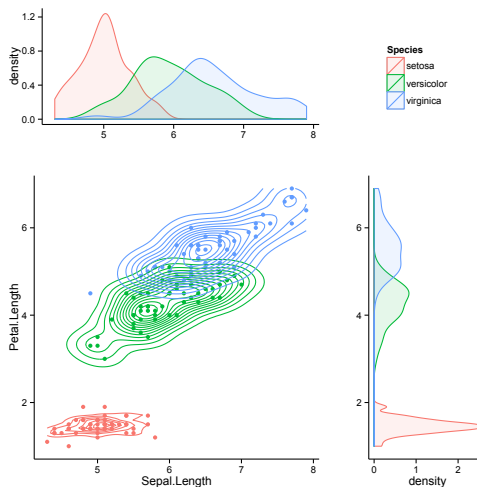 1.2
0.8
0.4
0.0
density
5
6
7
8
Species
setosa
versicolor
virginica
6
4
2
Petal.Length
5
6
7
8
Sepal.Length
6
4
2
0
1
2
density